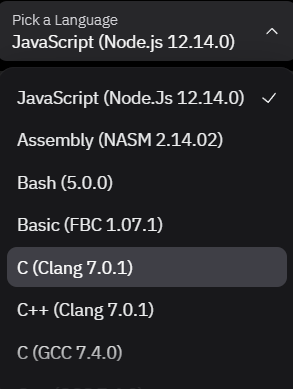 Pick a Language
JavaScript (Node.js 12.14.0)
JavaScript (Node.Js 12.14.0)
Assembly (NASM 2.14.02)
Bash (5.0.0)
Basic (FBC 1.07.1)
C (Clang 7.0.1)
C++ (Clang 7.0.1)
C (GCC 7.4.0)